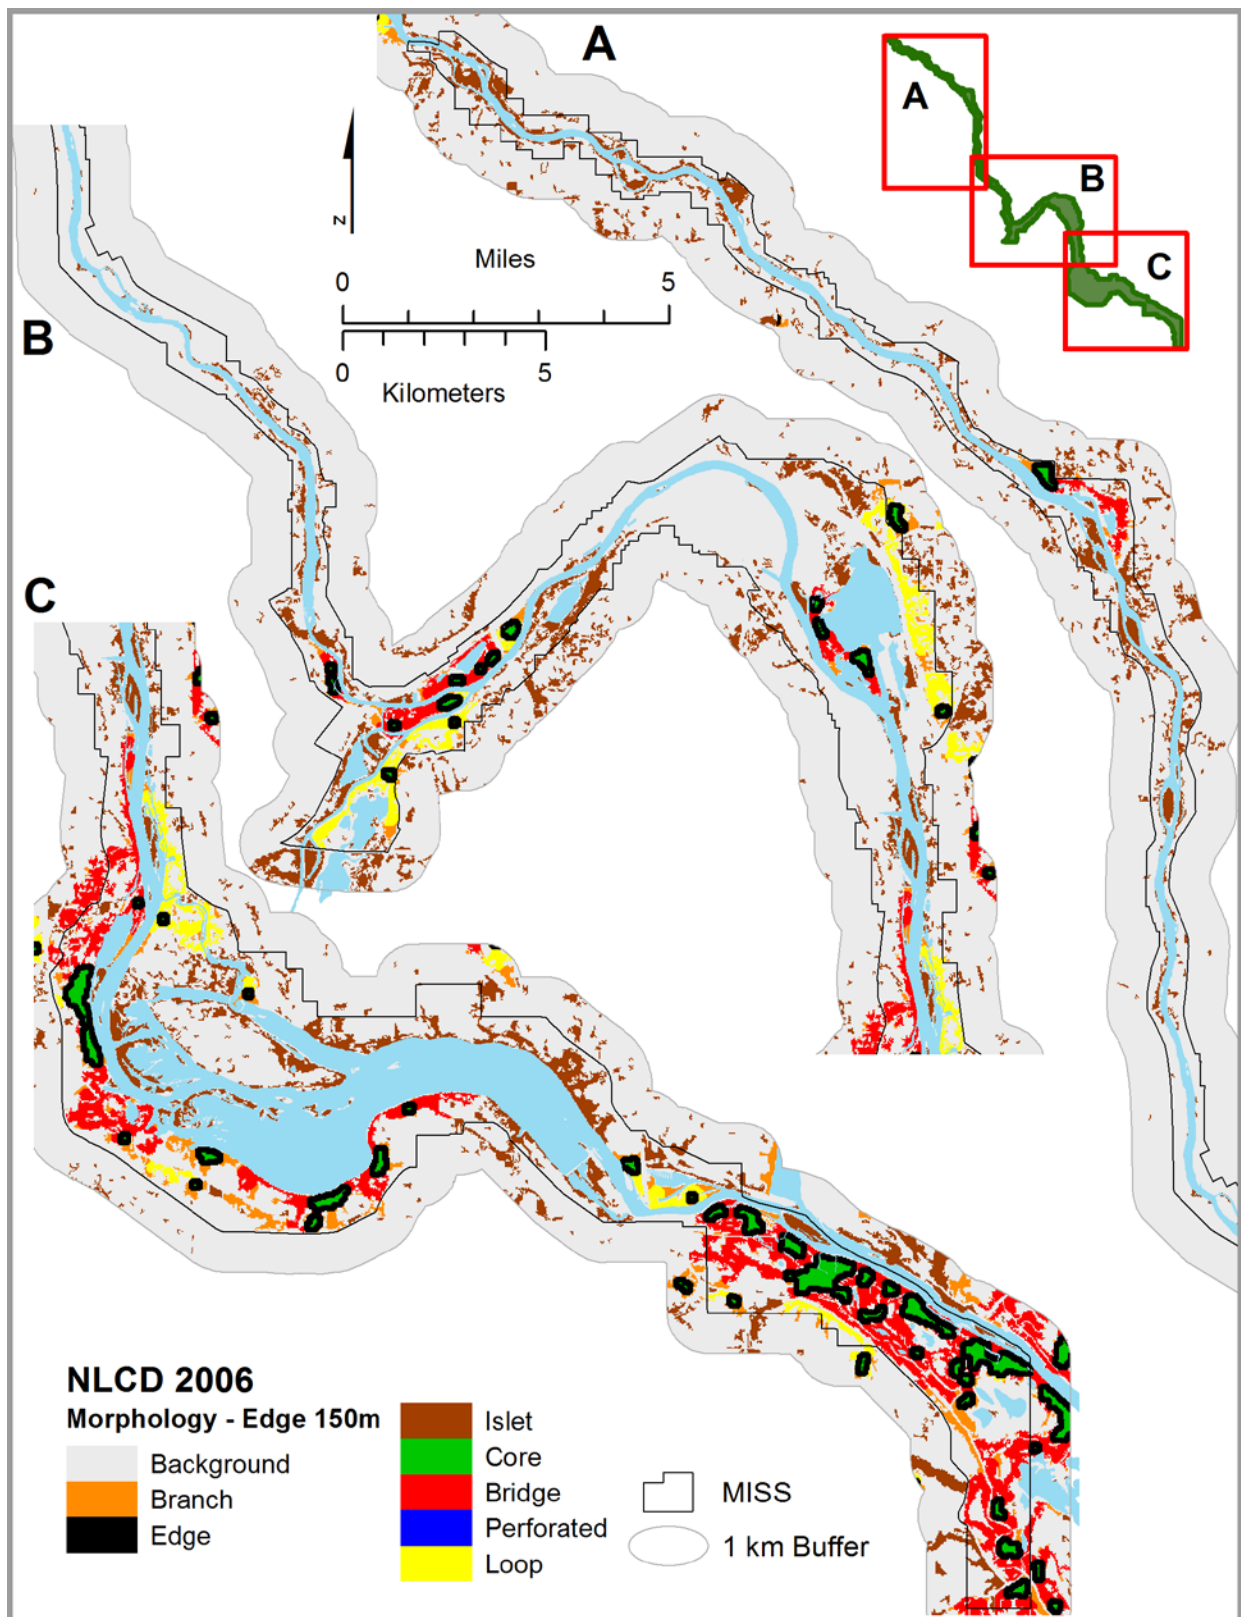 A
A
B
C
N
Miles
0 5
0 5
Kilometers
B
C
NLCD 2006
Morphology - Edge 150m
Background
Branch
Edge
Islet
Core
Bridge
Perforated
Loop
MISS
1 km Buffer